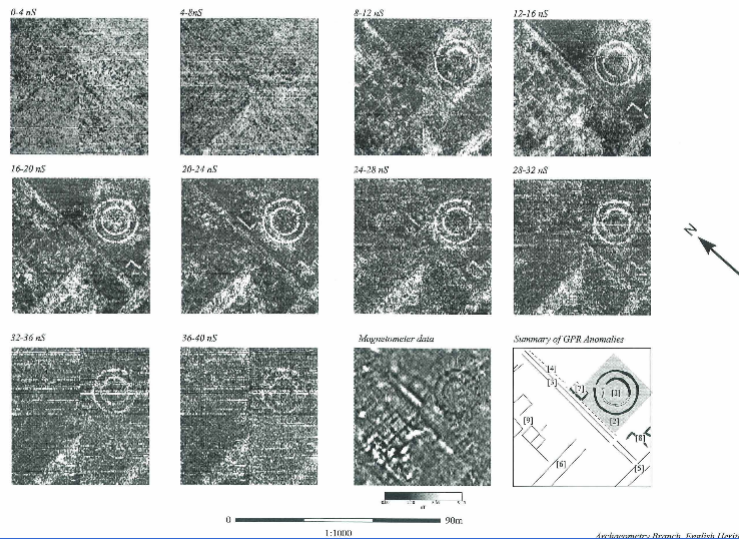 0-4 nS
4-8nS
8-12 nS
12-16 nS
16-20 nS
20-24 nS
24-28 nS
28-32 nS
N
32-36 nS
36-40 nS
Magnetometer data
Summary of GPR Anomalies
[4]
[3]
[7]
[1]
[2]
[9]
[8]
[6]
[5]
0
90m
1:1000
Archaeometry Branch, English Herit